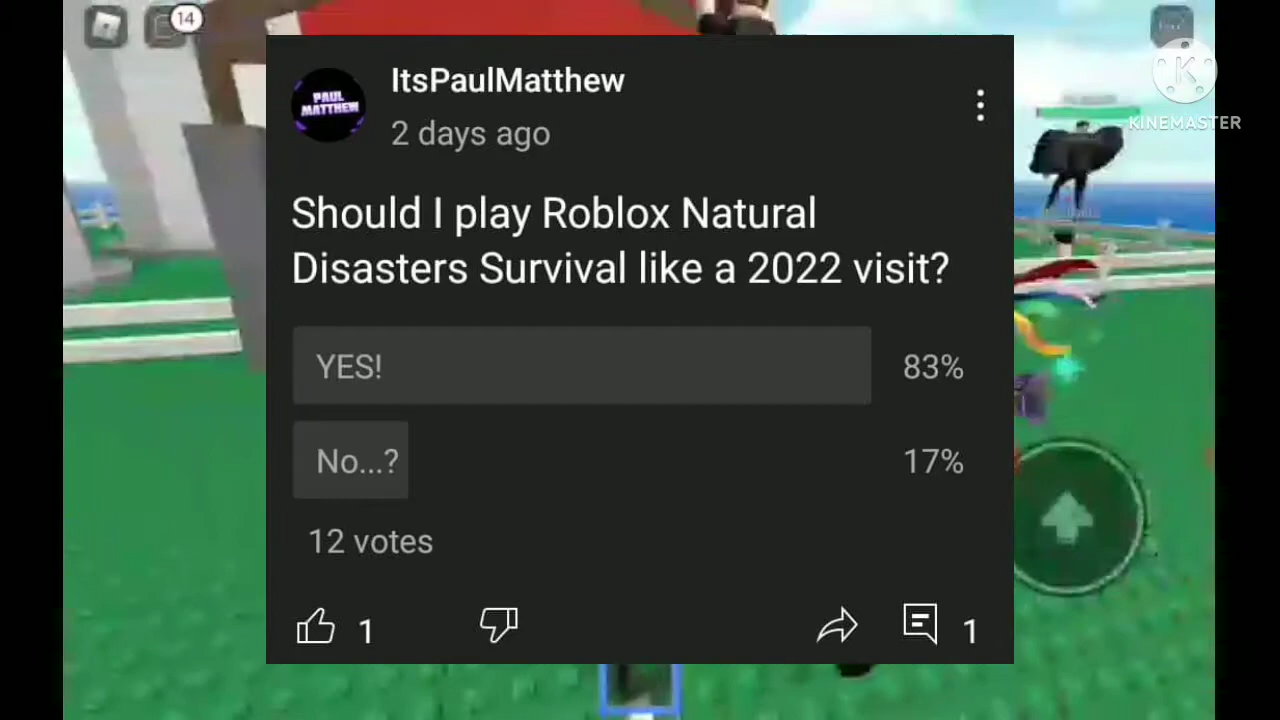 14
KINEMASTER
PAUL
MATTHEW
ItsPaulMatthew
2 days ago
Should I play Roblox Natural
Disasters Survival like a 2022 visit?
YES!
83%
No...?
17%
12 votes
1
1